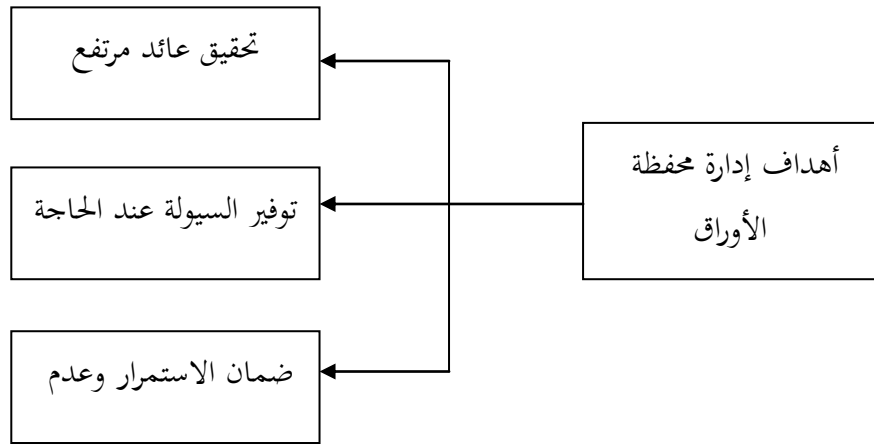 أهداف إدارة محفظة
الأوراق
تحقيق عائد مرتفع
توفير السيولة عند الحاجة
ضمان الاستمرار وعدم